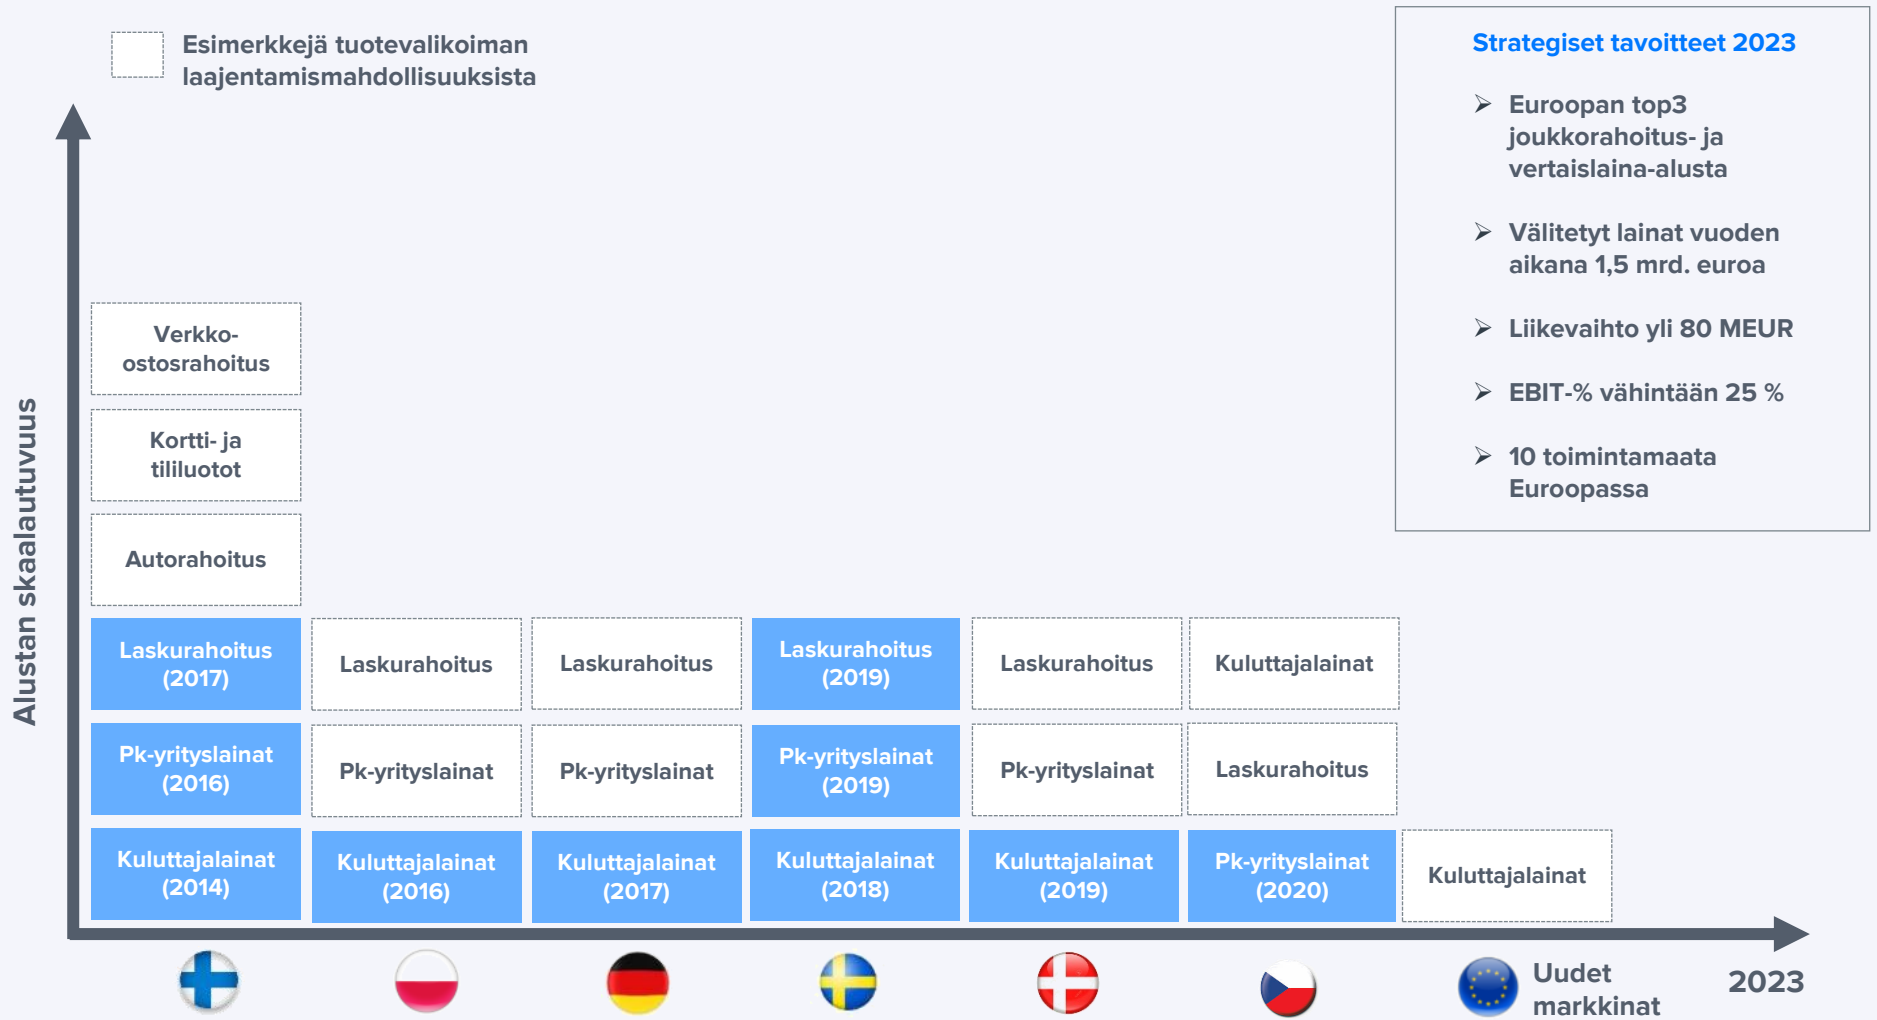 Esimerkkejä tuotevalikoiman
laajentamismahdollisuuksista
Strategiset tavoitteet 2023
Euroopan top3
joukkorahoitus- ja
vertaislaina-alusta
Välitetyt lainat vuoden
aikana 1,5 mrd. euroa
Liikevaihto yli 80 MEUR
EBIT-% vähintään 25 %
10 toimintamaata
Euroopassa
Alustan skaalautuvuus
Verkko-
ostosrahoitus
Kortti- ja
tililuotot
Autorahoitus
Laskurahoitus
(2017)
Laskurahoitus
Laskurahoitus
Laskurahoitus
(2019)
Laskurahoitus
Kuluttajalainat
Pk-yrityslainat
(2016)
Pk-yrityslainat
Pk-yrityslainat
Pk-yrityslainat
(2019)
Pk-yrityslainat
Laskurahoitus
Kuluttajalainat
(2014)
Kuluttajalainat
(2016)
Kuluttajalainat
(2017)
Kuluttajalainat
(2018)
Kuluttajalainat
(2019)
Pk-yrityslainat
(2020)
Kuluttajalainat
Uudet
markkinat
2023